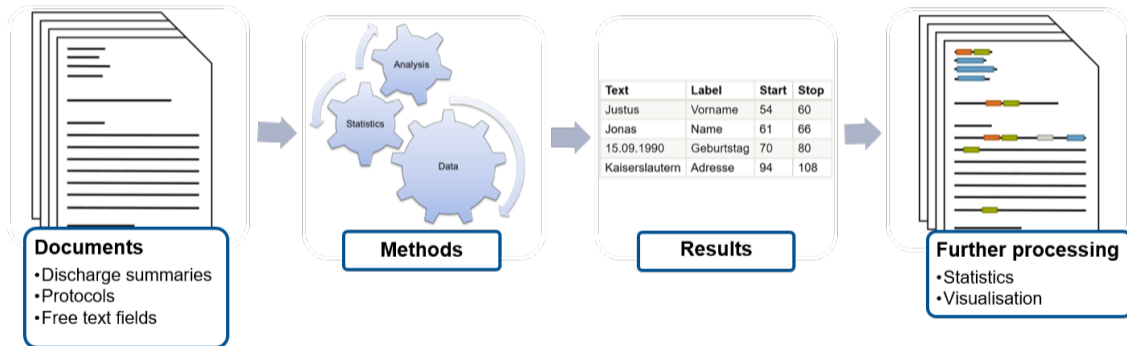 Documents
•Discharge summaries
•Protocols
•Free text fields
Analysis
Statistics
Data
Methods
Text Label Start Stop
Justus Vorname 54 60
Jonas Name 61 66
15.09.1990 Geburtstag 70 80
Kaiserslautern Adresse 94 108
Results
Further processing
•Statistics
•Visualisation